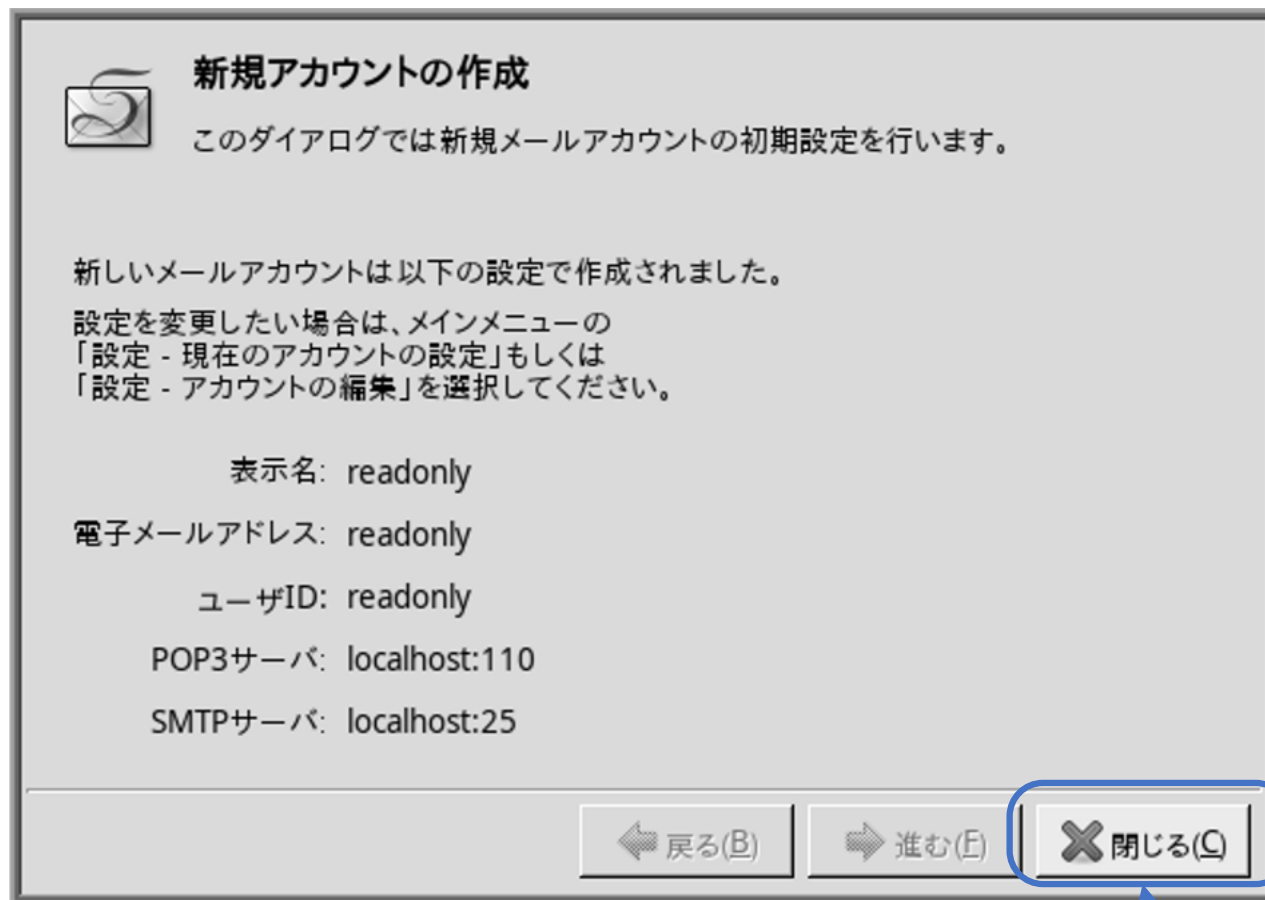 新規アカウントの作成
このダイアログでは新規メールアカウントの初期設定を行います。
新しいメールアカウントは以下の設定で作成されました。
設定を変更したい場合は、メインメニューの
「設定 - 現在のアカウントの設定」もしくは
「設定 - アカウントの編集」を選択してください。
表示名: readonly
電子メールアドレス: readonly
ユーザID: readonly
POP3サーバ: localhost:110
SMTPサーバ: localhost:25
戻る(B) 進む(F) 閉じる(C)